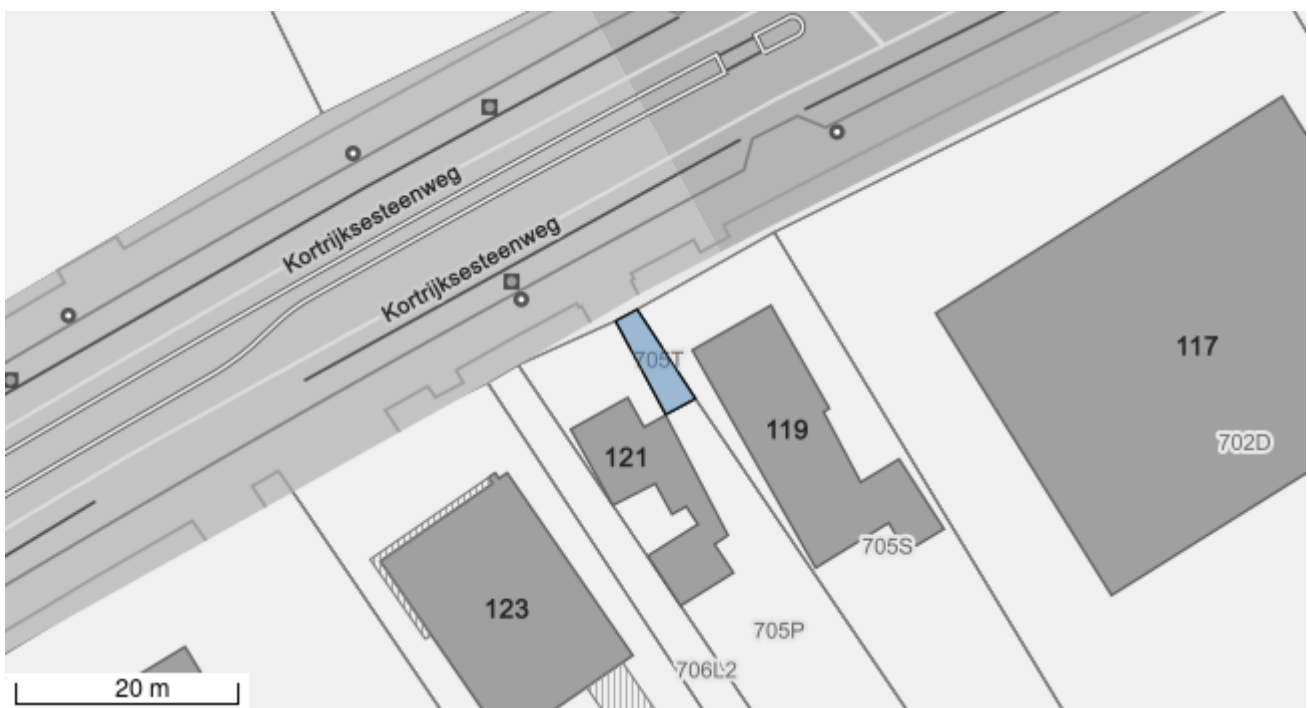 Kortrijksesteenweg
Kortrijksesteenweg
705T
117
119
702D
121
705S
123
705P
706L2
20 m